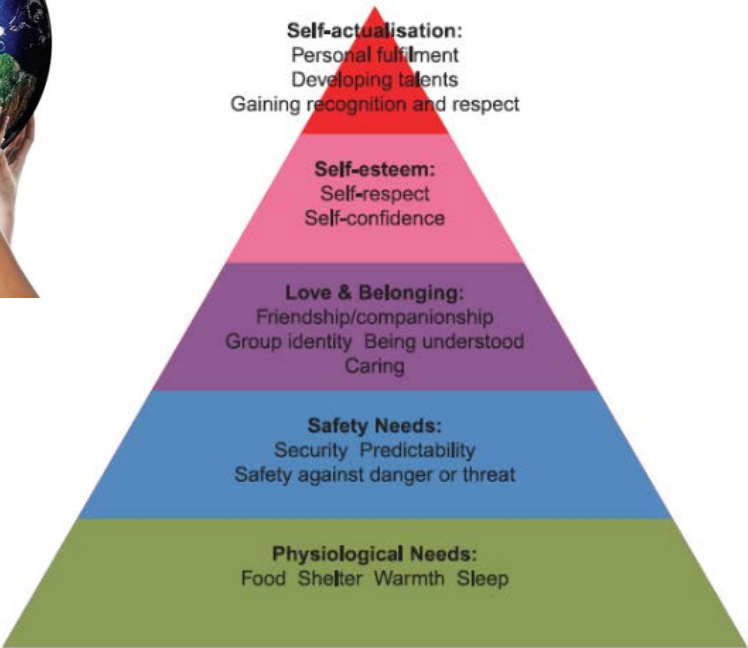 Self-actualisation:
Personal fulfilment
Developing talents
Gaining recognition and respect
Self-esteem:
Self-respect
Self-confidence
Love & Belonging:
Friendship/companionship
Group identity Being understood
Caring
Safety Needs:
Security Predictability
Safety against danger or threat
Physiological Needs:
Food Shelter Warmth Sleep